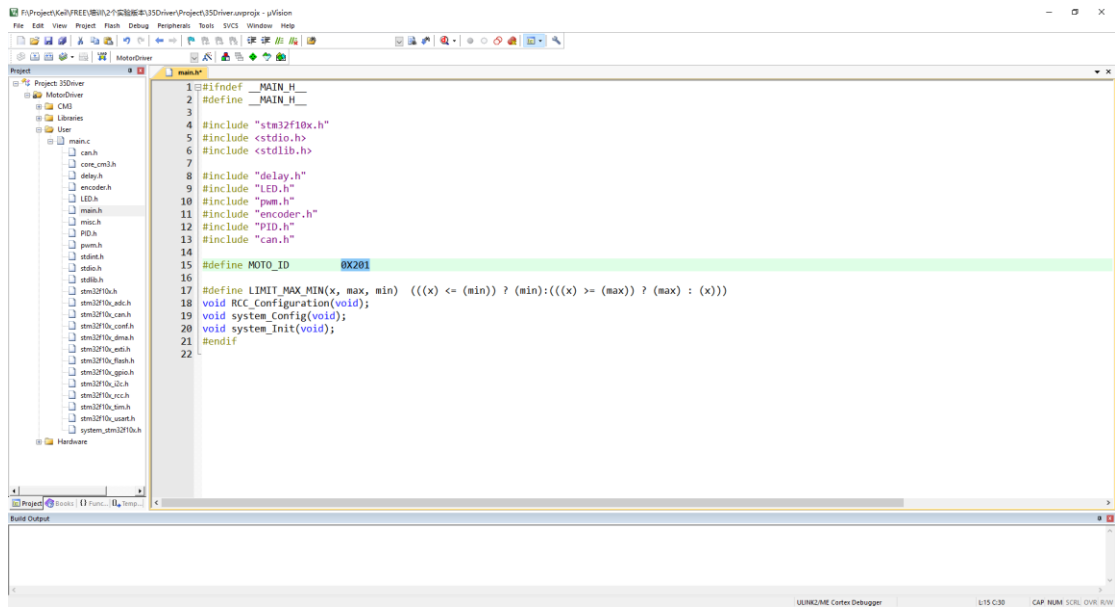 F:\Project\Keil\FREE\培训\2个实验版本\35Driver\Project\35Driver.uvprojx - µVision
File Edit View Project Flash Debug Peripherals Tools SVCS Window Help
MotorDriver
Project
main.h*
Project: 35Driver
MotorDriver
CM3
Libraries
User
main.c
can.h
core_cm3.h
delay.h
encoder.h
LED.h
main.h
misc.h
PID.h
pwm.h
stdint.h
stdio.h
stdlib.h
stm32f10x.h
stm32f10x_adc.h
stm32f10x_can.h
stm32f10x_conf.h
stm32f10x_dma.h
stm32f10x_exti.h
stm32f10x_flash.h
stm32f10x_gpio.h
stm32f10x_i2c.h
stm32f10x_rcc.h
stm32f10x_tim.h
stm32f10x_usart.h
system_stm32f10x.h
Hardware
1 #ifndef __MAIN_H__
2 #define __MAIN_H__
3
4 #include "stm32f10x.h"
5 #include <stdio.h>
6 #include <stdlib.h>
7
8 #include "delay.h"
9 #include "LED.h"
10 #include "pwm.h"
11 #include "encoder.h"
12 #include "PID.h"
13 #include "can.h"
14
15 #define MOTO_ID 0X201
16
17 #define LIMIT_MAX_MIN(x, max, min) (((x) <= (min)) ? (min):(((x) >= (max)) ? (max) : (x)))
18 void RCC_Configuration(void);
19 void system_Config(void);
20 void system_Init(void);
21 #endif
22
Project Books {} Func... 0 Temp...
Build Output
ULINK2/ME Cortex Debugger L:15 C:30 CAP NUM SCRL OVR R/W